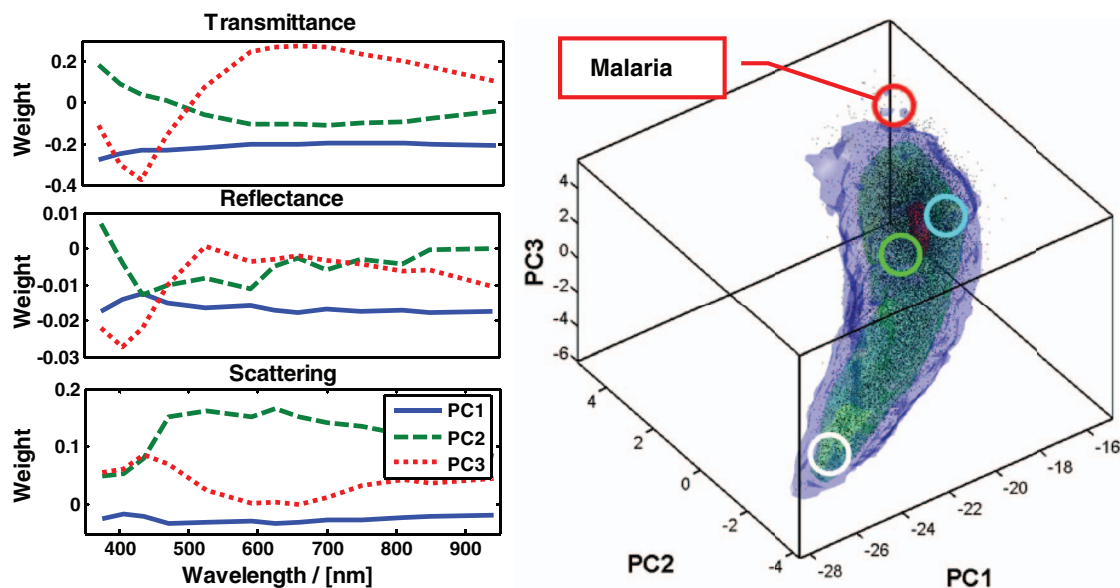 Transmittance
Weight
0.2
0
-0.2
-0.4
Reflectance
Weight
0.01
0
-0.01
-0.02
-0.03
Scattering
Weight
0.2
0.1
0
PC1
PC2
PC3
400 500 600 700 800 900
Wavelength / [nm]
Malaria
PC3
4
2
0
-2
-4
-6
PC2
4
2
0
-2
-4
PC1
-28
-26
-24
-22
-20
-18
-16